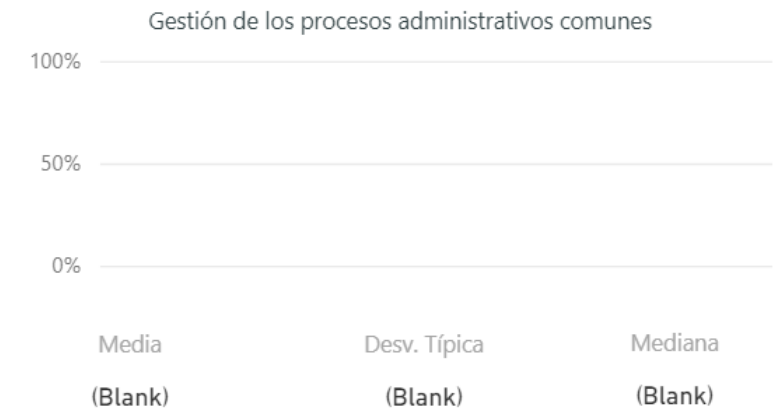 Gestión de los procesos administrativos comunes
100%
50%
0%
Media Desv. Típica Mediana
(Blank) (Blank) (Blank)